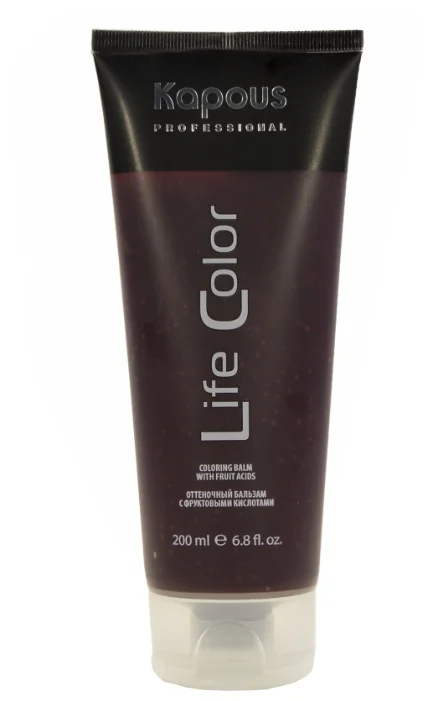 Kapous
PROFESSIONAL
Life Color
COLORING BALM
WITH FRUIT ACIDS
ОТТЕНОЧНЫЙ БАЛЬЗАМ
С ФРУКТОВЫМИ КИСЛОТАМИ
200 ml ℮ 6.8 fl. oz.